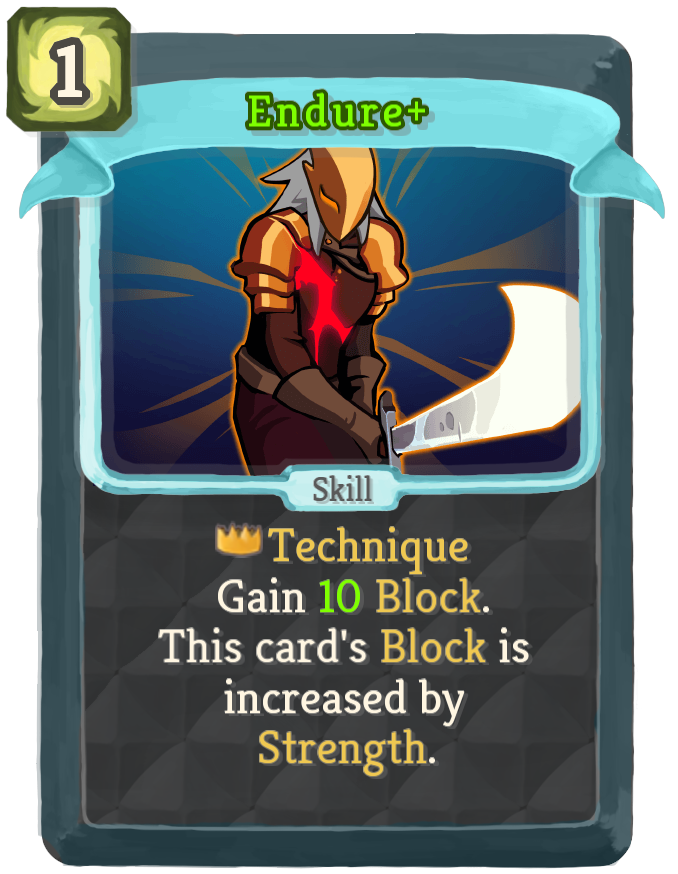 1
Endure+
Skill
Technique
Gain 10 Block.
This card's Block is
increased by
Strength.